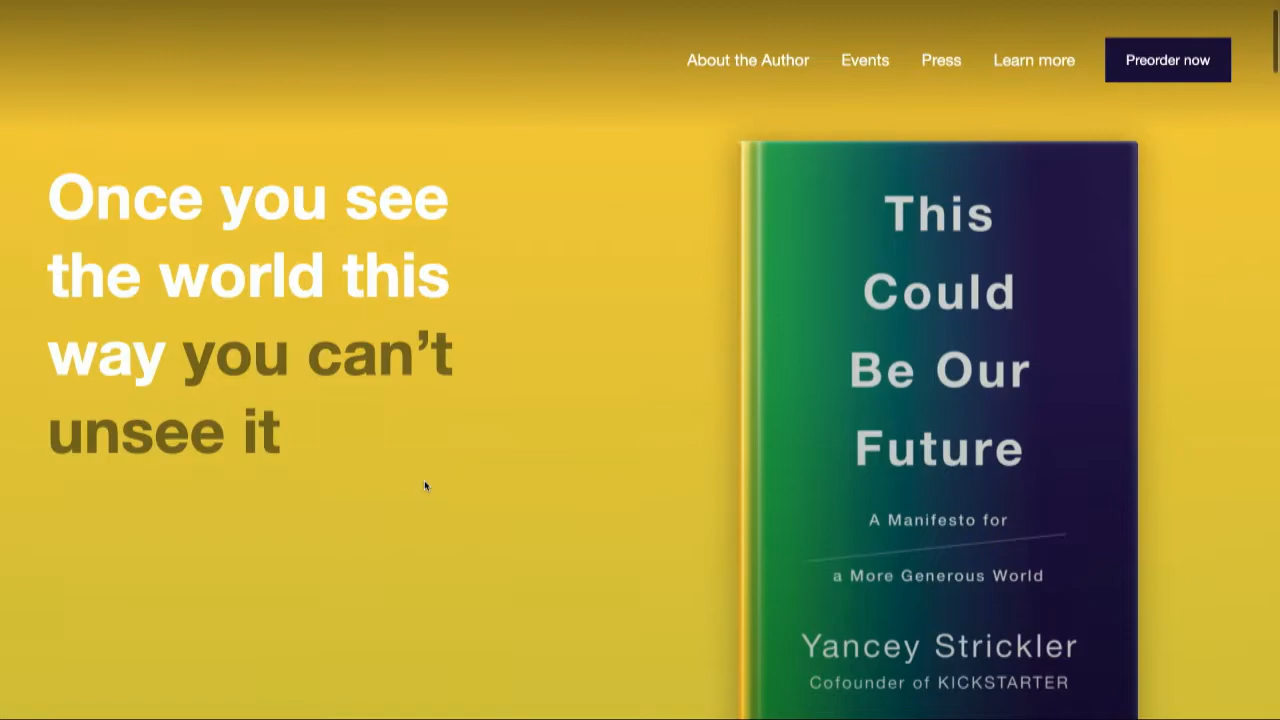 About the Author Events Press Learn more Preorder now
Once you see
the world this
way you can’t
unsee it
This
Could
Be Our
Future
A Manifesto for
a More Generous World
Yancey Strickler
Cofounder of KICKSTARTER